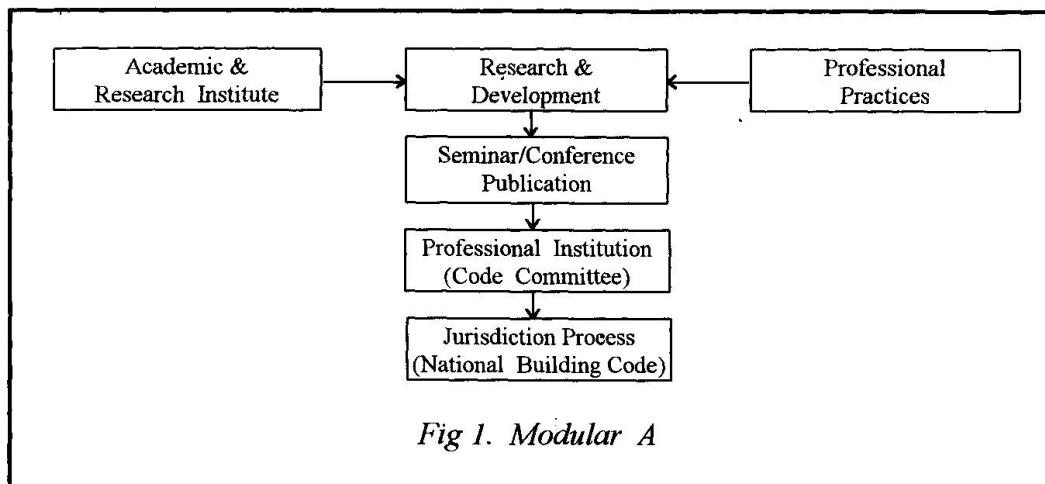 Academic &
Research Institute
Research &
Development
Professional
Practices
Seminar/Conference
Publication
Professional Institution
(Code Committee)
Jurisdiction Process
(National Building Code)
Fig 1. Modular A